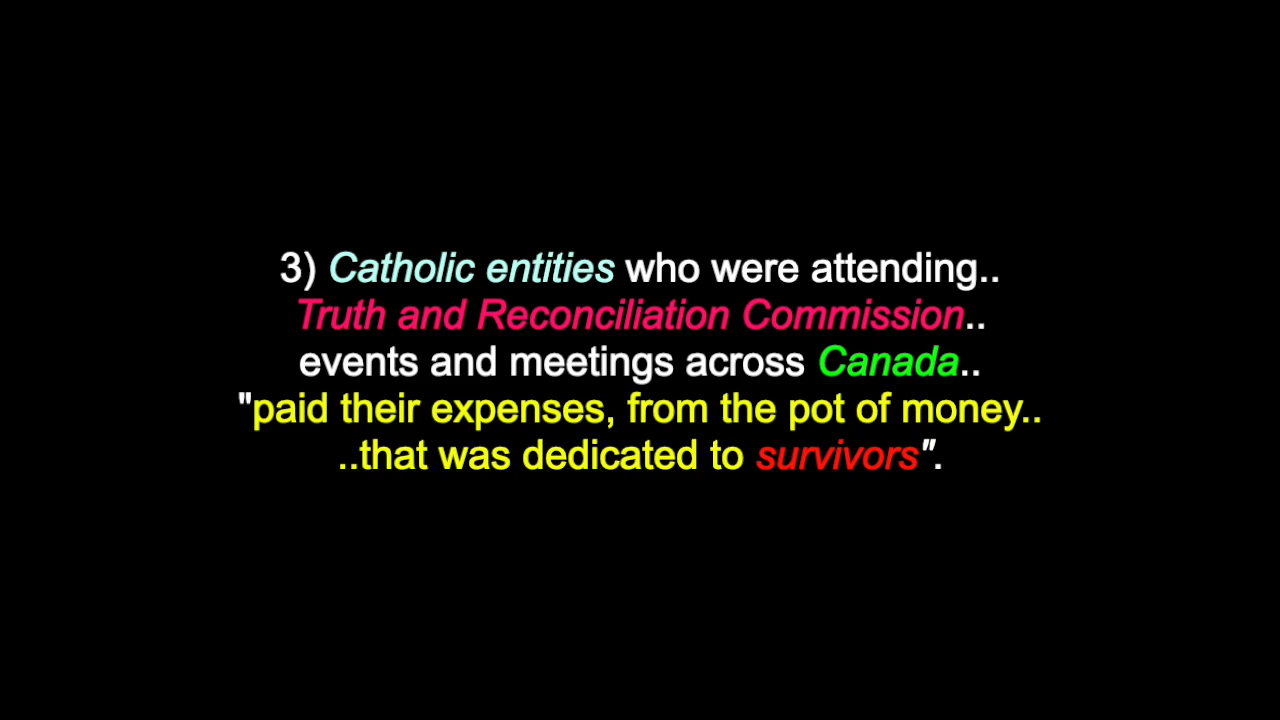 3) Catholic entities who were attending..
Truth and Reconciliation Commission..
events and meetings across Canada..
"paid their expenses, from the pot of money..
..that was dedicated to survivors".